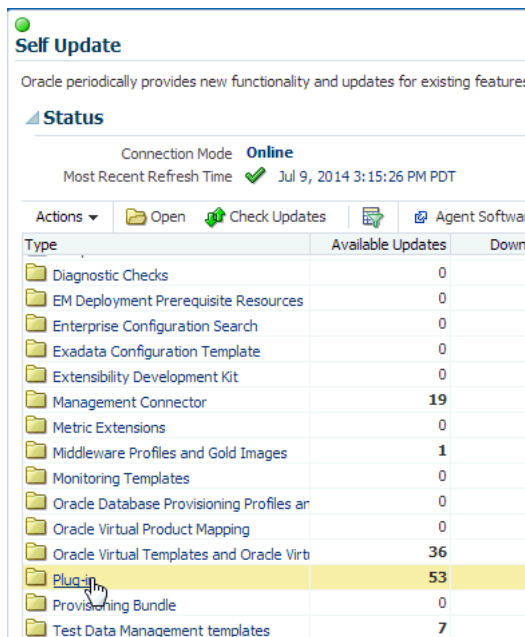 Self Update
Oracle periodically provides new functionality and updates for existing features
Status
Connection Mode Online
Most Recent Refresh Time Jul 9, 2014 3:15:26 PM PDT
Actions Open Check Updates Agent Softwa
Type Available Updates Down
Diagnostic Checks 0
EM Deployment Prerequisite Resources 0
Enterprise Configuration Search 0
Exadata Configuration Template 0
Extensibility Development Kit 0
Management Connector 19
Metric Extensions 0
Middleware Profiles and Gold Images 1
Monitoring Templates 0
Oracle Database Provisioning Profiles an 0
Oracle Virtual Product Mapping 0
Oracle Virtual Templates and Oracle Virt 36
Plug-in 53
Provisioning Bundle 0
Test Data Management templates 7